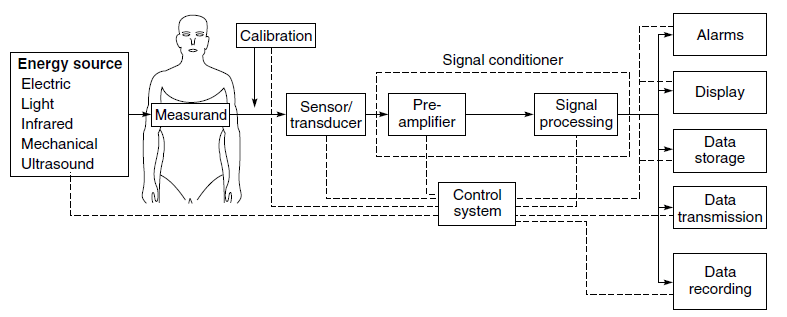 Energy source
Electric
Light
Infrared
Mechanical
Ultrasound
Measurand
Calibration
Sensor/
transducer
Signal conditioner
Pre-
amplifier
Signal
processing
Control
system
Alarms
Display
Data
storage
Data
transmission
Data
recording